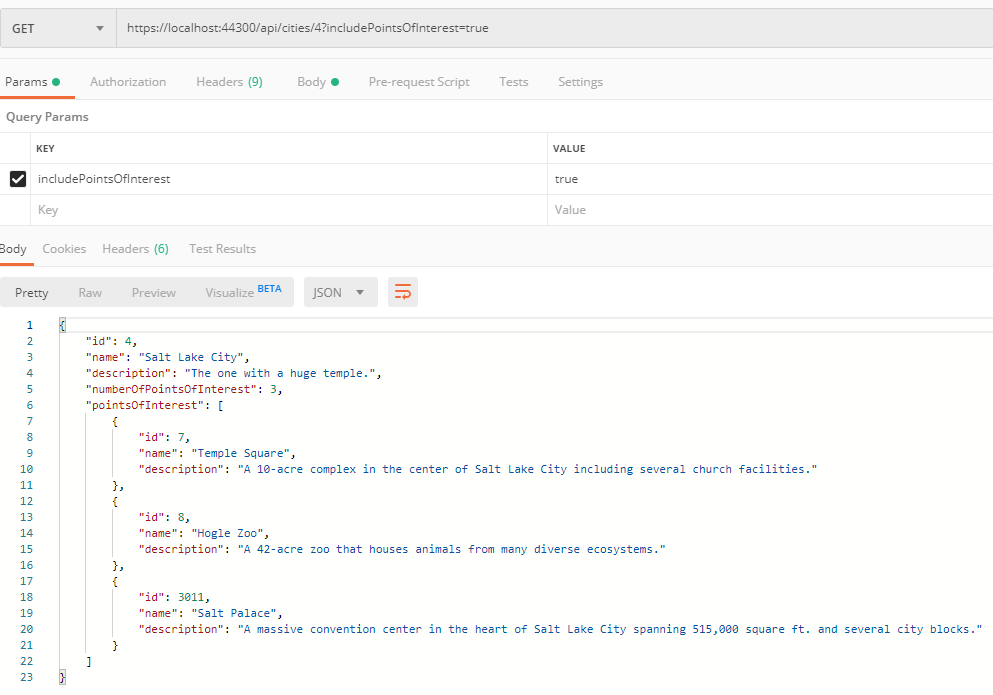 GET https://localhost:44300/api/cities/4?includePointsOfInterest=true
Params Authorization Headers (9) Body Pre-request Script Tests Settings
Query Params
KEY VALUE
includePointsOfInterest true
Key Value
Body Cookies Headers (6) Test Results
Pretty Raw Preview Visualize BETA JSON
1 {
2 "id": 4,
3 "name": "Salt Lake City",
4 "description": "The one with a huge temple.",
5 "numberOfPointsOfInterest": 3,
6 "pointsOfInterest": [
7 {
8 "id": 7,
9 "name": "Temple Square",
10 "description": "A 10-acre complex in the center of Salt Lake City including several church facilities."
11 },
12 {
13 "id": 8,
14 "name": "Hogle Zoo",
15 "description": "A 42-acre zoo that houses animals from many diverse ecosystems."
16 },
17 {
18 "id": 3011,
19 "name": "Salt Palace",
20 "description": "A massive convention center in the heart of Salt Lake City spanning 515,000 square ft. and several city blocks."
21 }
22 ]
23 }